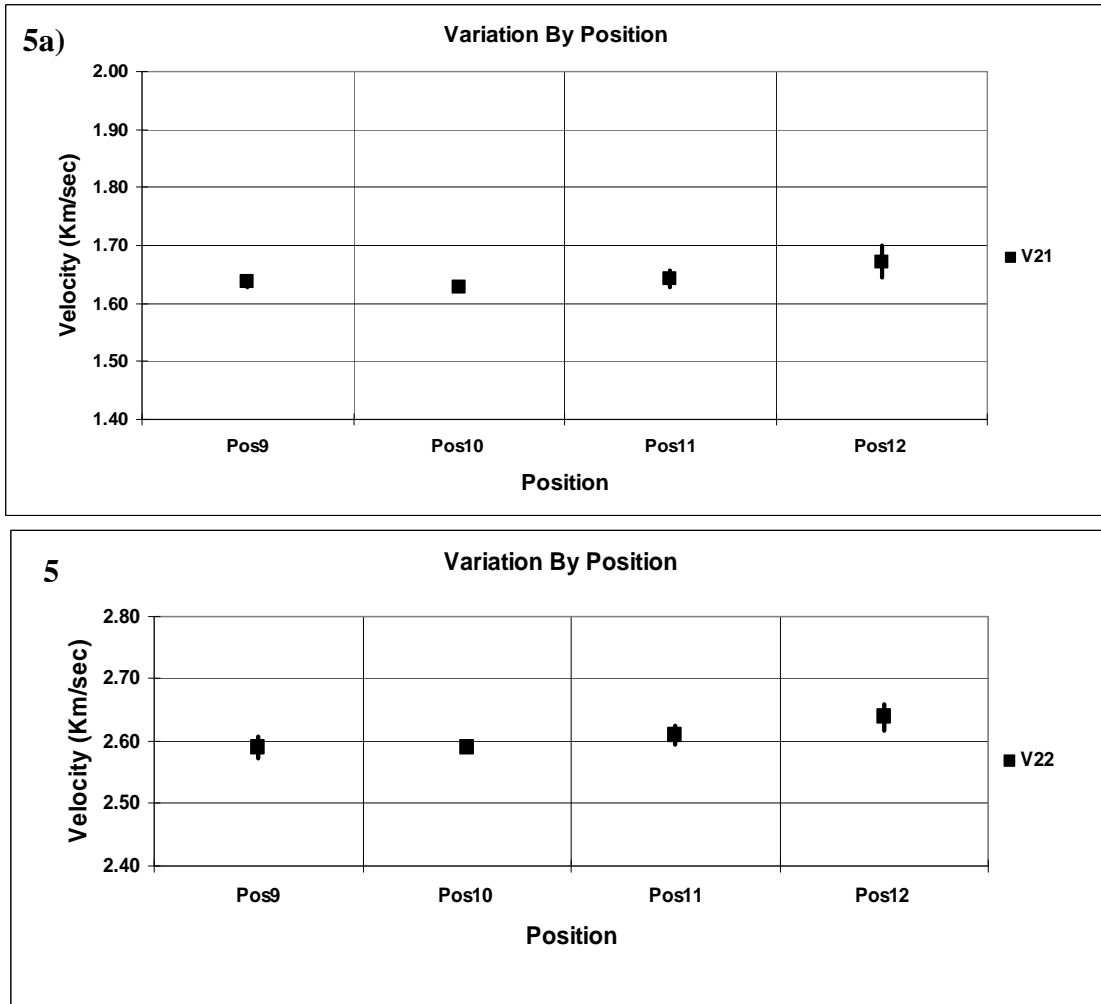 5a)
Variation By Position
Velocity (Km/sec)
2.00
1.90
1.80
1.70
1.60
1.50
1.40
Pos9 Pos10 Pos11 Pos12
Position
V21
5
Variation By Position
Velocity (Km/sec)
2.80
2.70
2.60
2.50
2.40
Pos9 Pos10 Pos11 Pos12
Position
V22